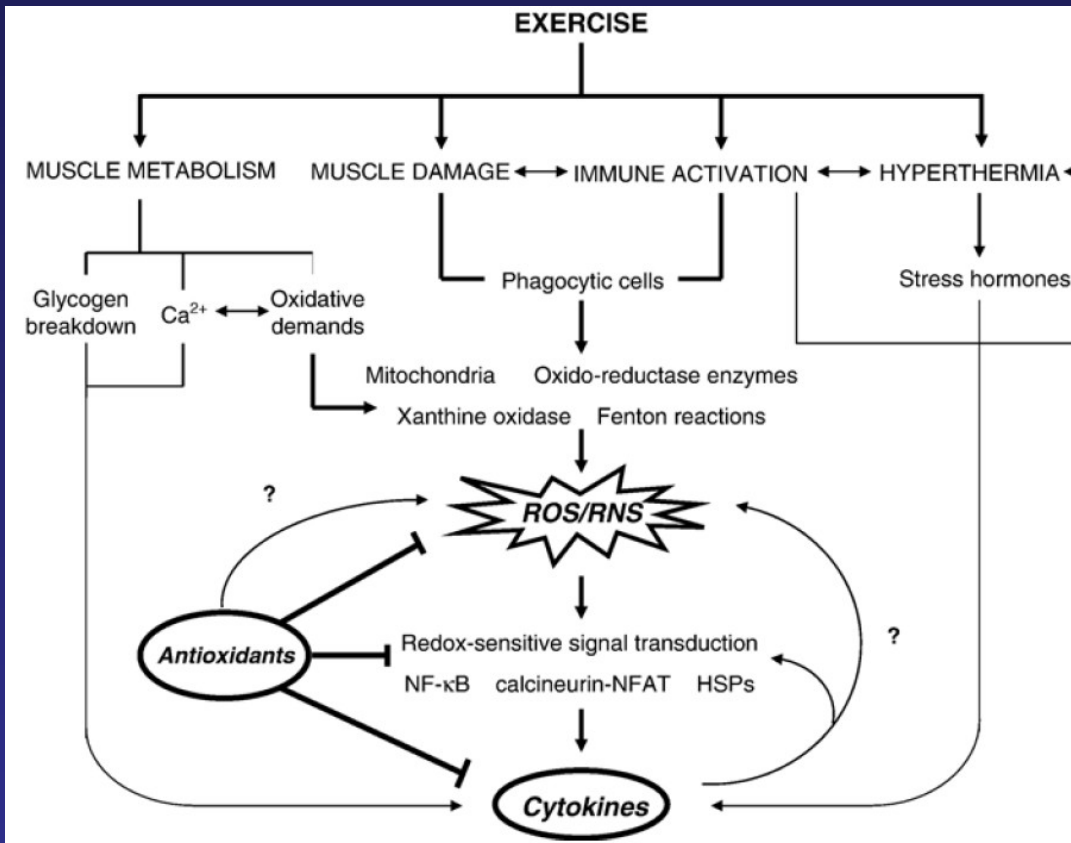 EXERCISE
MUSCLE METABOLISM
MUSCLE DAMAGE
IMMUNE ACTIVATION
HYPERTHERMIA
Glycogen
breakdown
Ca²⁺
Oxidative
demands
Phagocytic cells
Stress hormones
Mitochondria
Oxido-reductase enzymes
Xanthine oxidase
Fenton reactions
?
ROS/RNS
Antioxidants
Redox-sensitive signal transduction
?
NF-κB calcineurin-NFAT HSPs
Cytokines